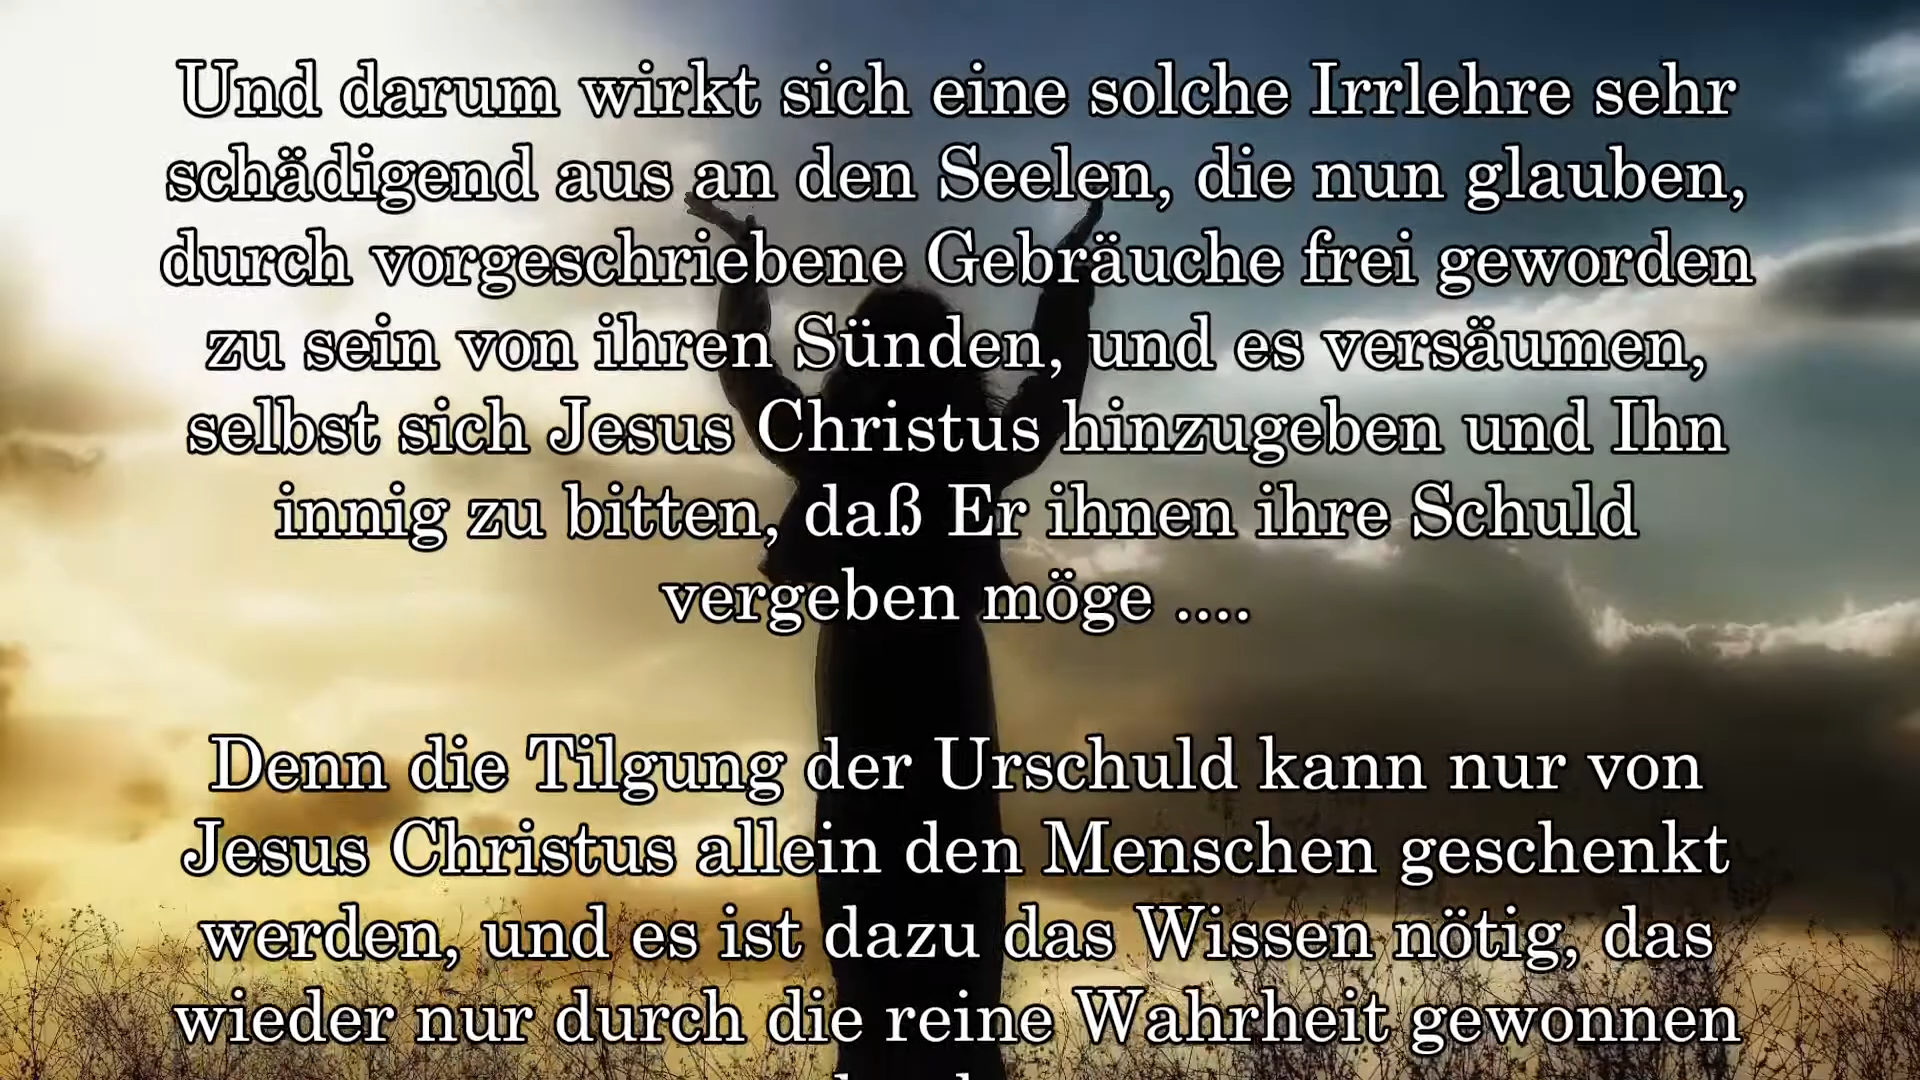 Und darum wirkt sich eine solche Irrlehre sehr
schädigend aus an den Seelen, die nun glauben,
durch vorgeschriebene Gebräuche frei geworden
zu sein von ihren Sünden, und es versäumen,
selbst sich Jesus Christus hinzugeben und Ihn
innig zu bitten, daß Er ihnen ihre Schuld
vergeben möge ....
Denn die Tilgung der Urschuld kann nur von
Jesus Christus allein den Menschen geschenkt
werden, und es ist dazu das Wissen nötig, das
wieder nur durch die reine Wahrheit gewonnen